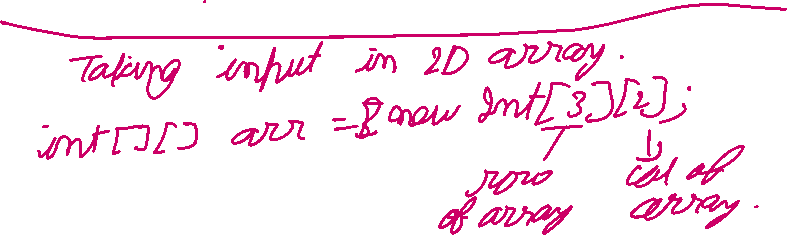 Taking input in 2D array.
int[][] arr = new Int[3][2];
row col of
of array array.